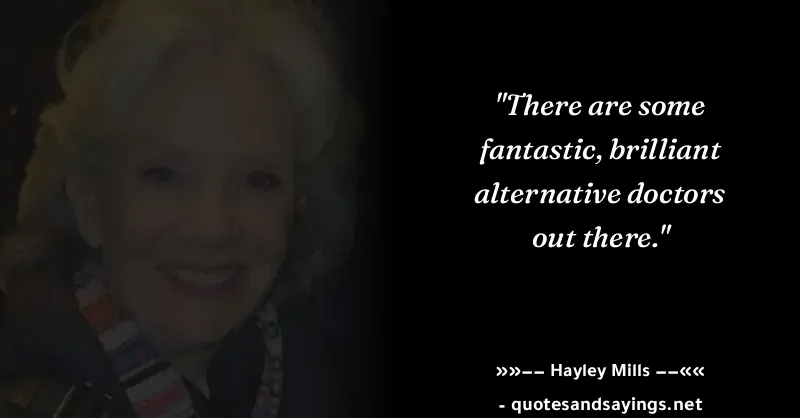 "There are some
fantastic, brilliant
alternative doctors
out there."
»»−− Hayley Mills −−««
- quotesandsayings.net